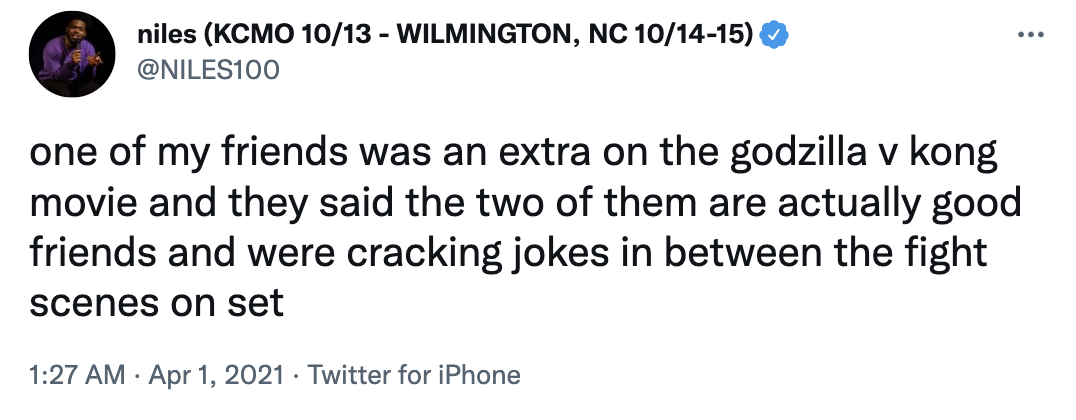 niles (KCMO 10/13 - WILMINGTON, NC 10/14-15)
@NILES100
one of my friends was an extra on the godzilla v kong
movie and they said the two of them are actually good
friends and were cracking jokes in between the fight
scenes on set
1:27 AM · Apr 1, 2021 · Twitter for iPhone